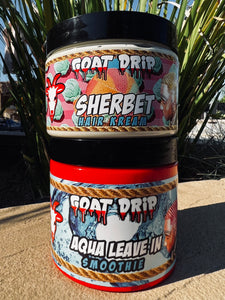 GOAT DRIP
SHERBET
HAIR KREAM
GOAT DRIP
AQUA LEAVE IN
SMOOTHIE